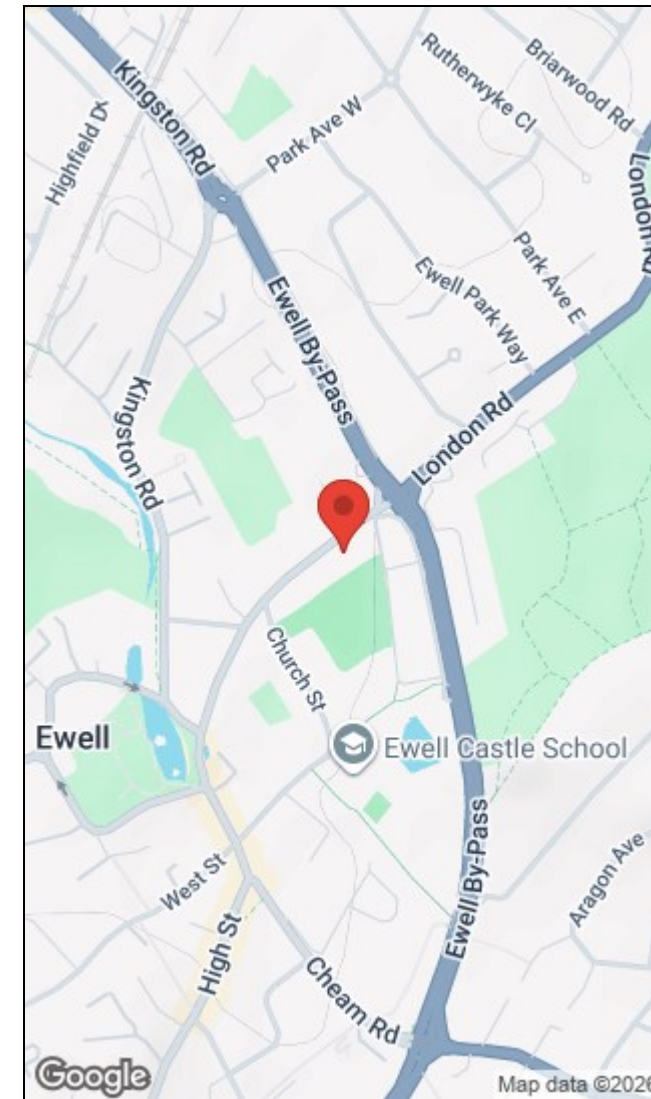 Kingston Rd
Highfield Dr
Park Ave W
Rutherwyke Cl
Briarwood Rd
London Rd
Park Ave E
Ewell Park Way
Ewell By-Pass
London Rd
Kingston Rd
Church St
Ewell
Ewell Castle School
West St
High St
Cheam Rd
Ewell By-Pass
Aragon Ave
Google
Map data ©2026